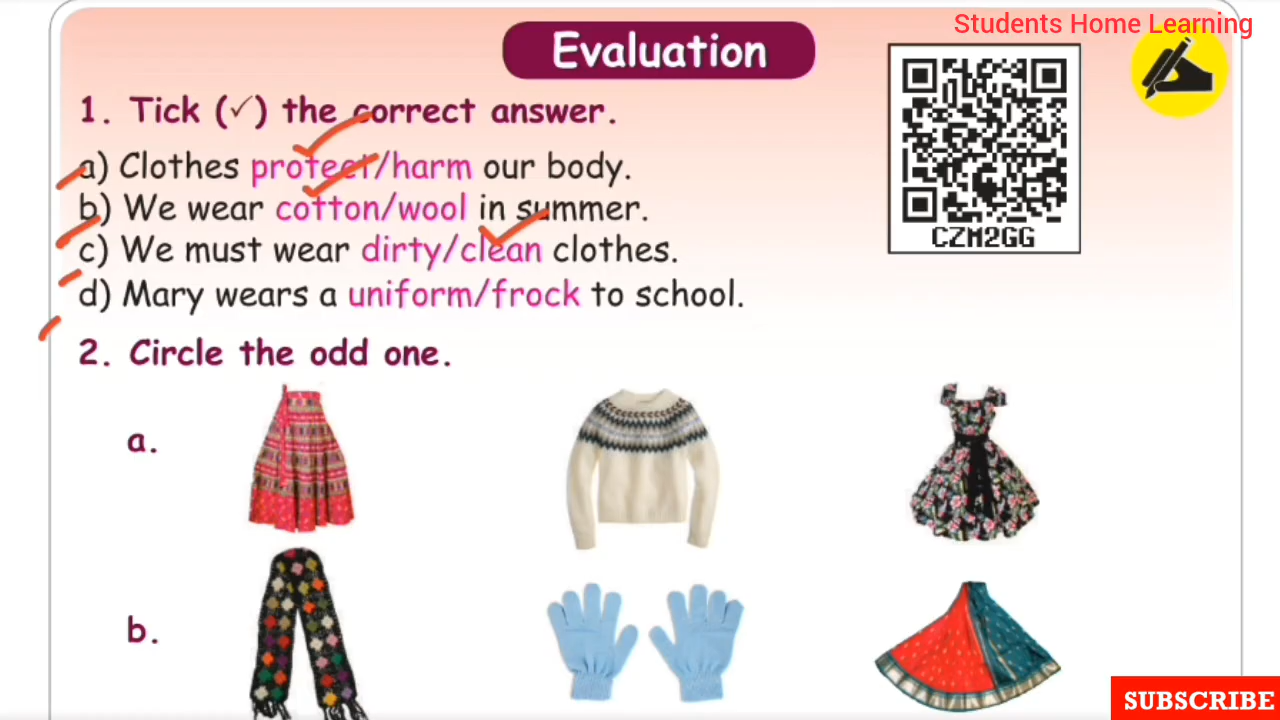 Students Home Learning
Evaluation
1. Tick (✓) the correct answer.
a) Clothes protect/harm our body.
b) We wear cotton/wool in summer.
c) We must wear dirty/clean clothes.
d) Mary wears a uniform/frock to school.
CZM2GG
2. Circle the odd one.
a.
b.
SUBSCRIBE